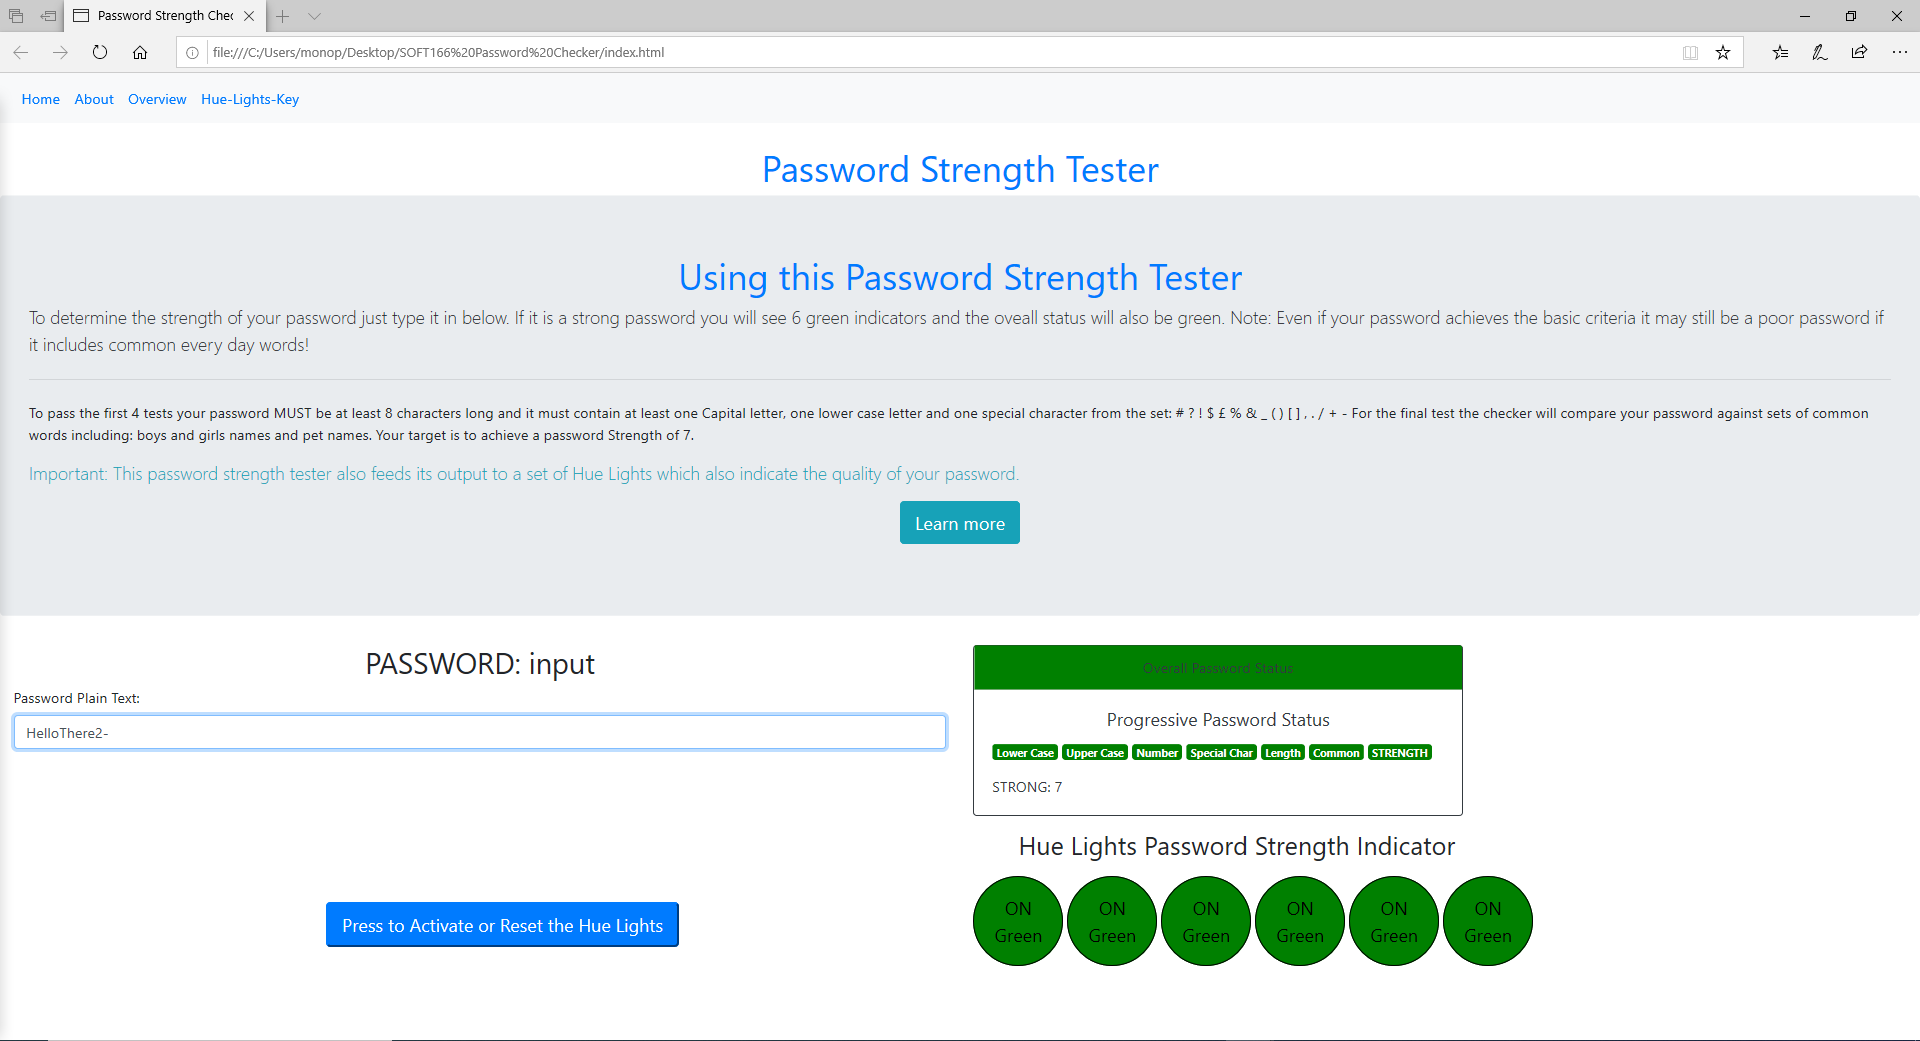 Password Strength Chec
file:///C:/Users/monop/Desktop/SOFT166%20Password%20Checker/index.html
Home About Overview Hue-Lights-Key
Password Strength Tester
Using this Password Strength Tester
To determine the strength of your password just type it in below. If it is a strong password you will see 6 green indicators and the oveall status will also be green. Note: Even if your password achieves the basic criteria it may still be a poor password if
it includes common every day words!
To pass the first 4 tests your password MUST be at least 8 characters long and it must contain at least one Capital letter, one lower case letter and one special character from the set: # ? ! $ £ % & _ ( ) [ ] , . / + - For the final test the checker will compare your password against sets of common
words including: boys and girls names and pet names. Your target is to achieve a password Strength of 7.
Important: This password strength tester also feeds its output to a set of Hue Lights which also indicate the quality of your password.
Learn more
PASSWORD: input
Password Plain Text:
HelloThere2-
Press to Activate or Reset the Hue Lights
Overall Password Status
Progressive Password Status
Lower Case Upper Case Number Special Char Length Common STRENGTH
STRONG: 7
Hue Lights Password Strength Indicator
ON ON ON ON ON ON
Green Green Green Green Green Green